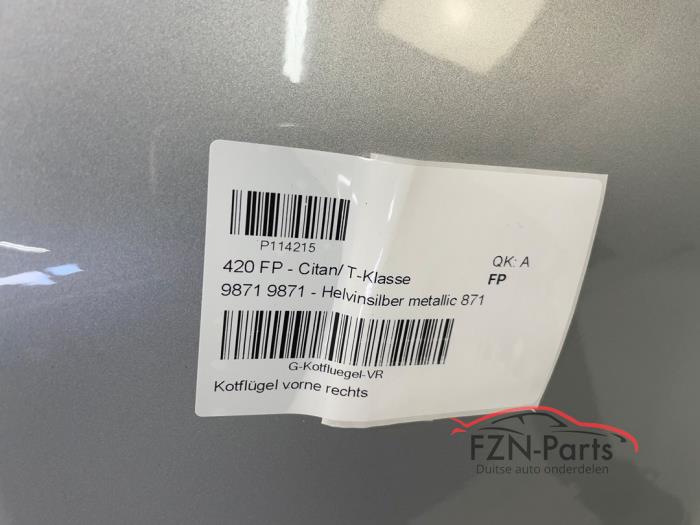 P114215
420 FP - Citan/ T-Klasse
QK: A
FP
9871 9871 - Helvinsilber metallic 871
G-Kotfluegel-VR
Kotflügel vorne rechts
FZN-Parts
Duitse auto onderdelen